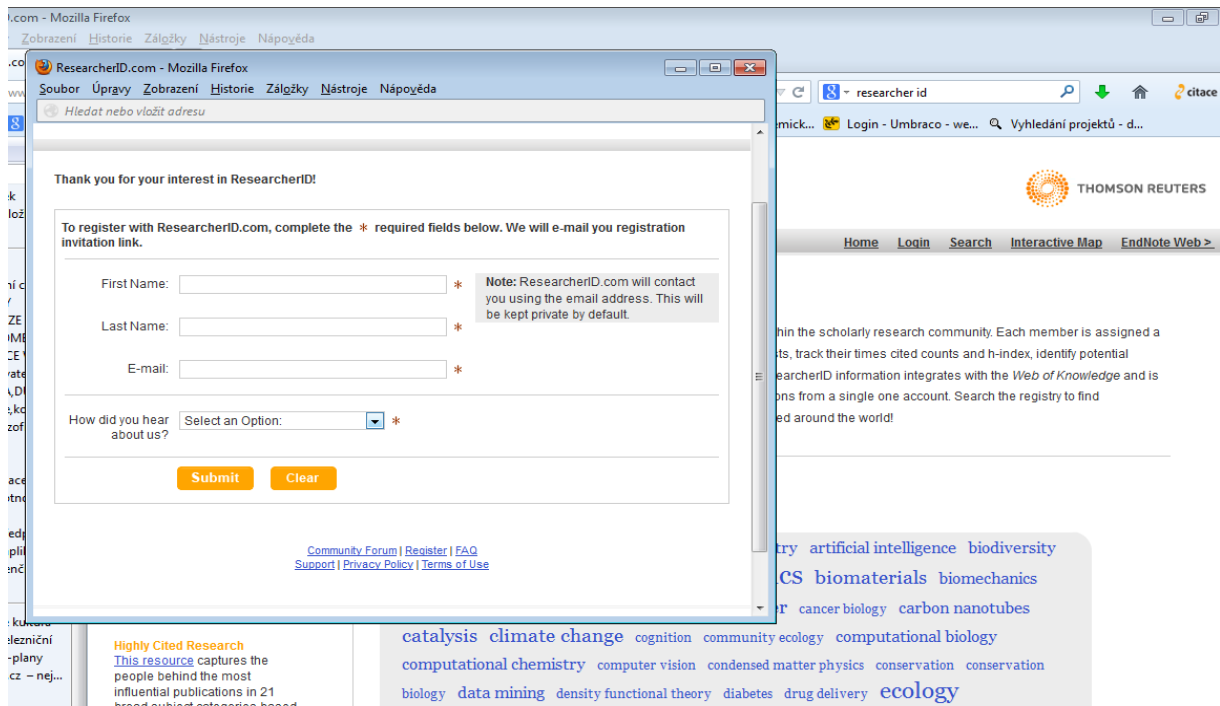 .com - Mozilla Firefox
Zobrazení Historie Záložky Nástroje Nápověda
ResearcherID.com - Mozilla Firefox
Soubor Úpravy Zobrazení Historie Záložky Nástroje Nápověda
Hledat nebo vložit adresu
researcher id
citace
Login - Umbraco - we... Vyhledání projektů - d...
THOMSON REUTERS
Home Login Search Interactive Map EndNote Web >
Thank you for your interest in ResearcherID!
To register with ResearcherID.com, complete the * required fields below. We will e-mail you registration
invitation link.
First Name: *
Last Name: *
E-mail: *
Note: ResearcherID.com will contact
you using the email address. This will
be kept private by default.
How did you hear
about us?
Select an Option: *
Submit Clear
Community Forum | Register | FAQ
Support | Privacy Policy | Terms of Use
the scholarly research community. Each member is assigned a
track their times cited counts and h-index, identify potential
information integrates with the Web of Knowledge and is
from a single one account. Search the registry to find
around the world!
artificial intelligence biodiversity
biomaterials biomechanics
cancer biology carbon nanotubes
catalysis climate change cognition community ecology computational biology
computational chemistry computer vision condensed matter physics conservation conservation
biology data mining density functional theory diabetes drug delivery ecology
Highly Cited Research
This resource captures the
people behind the most
influential publications in 21
broad subject categories based